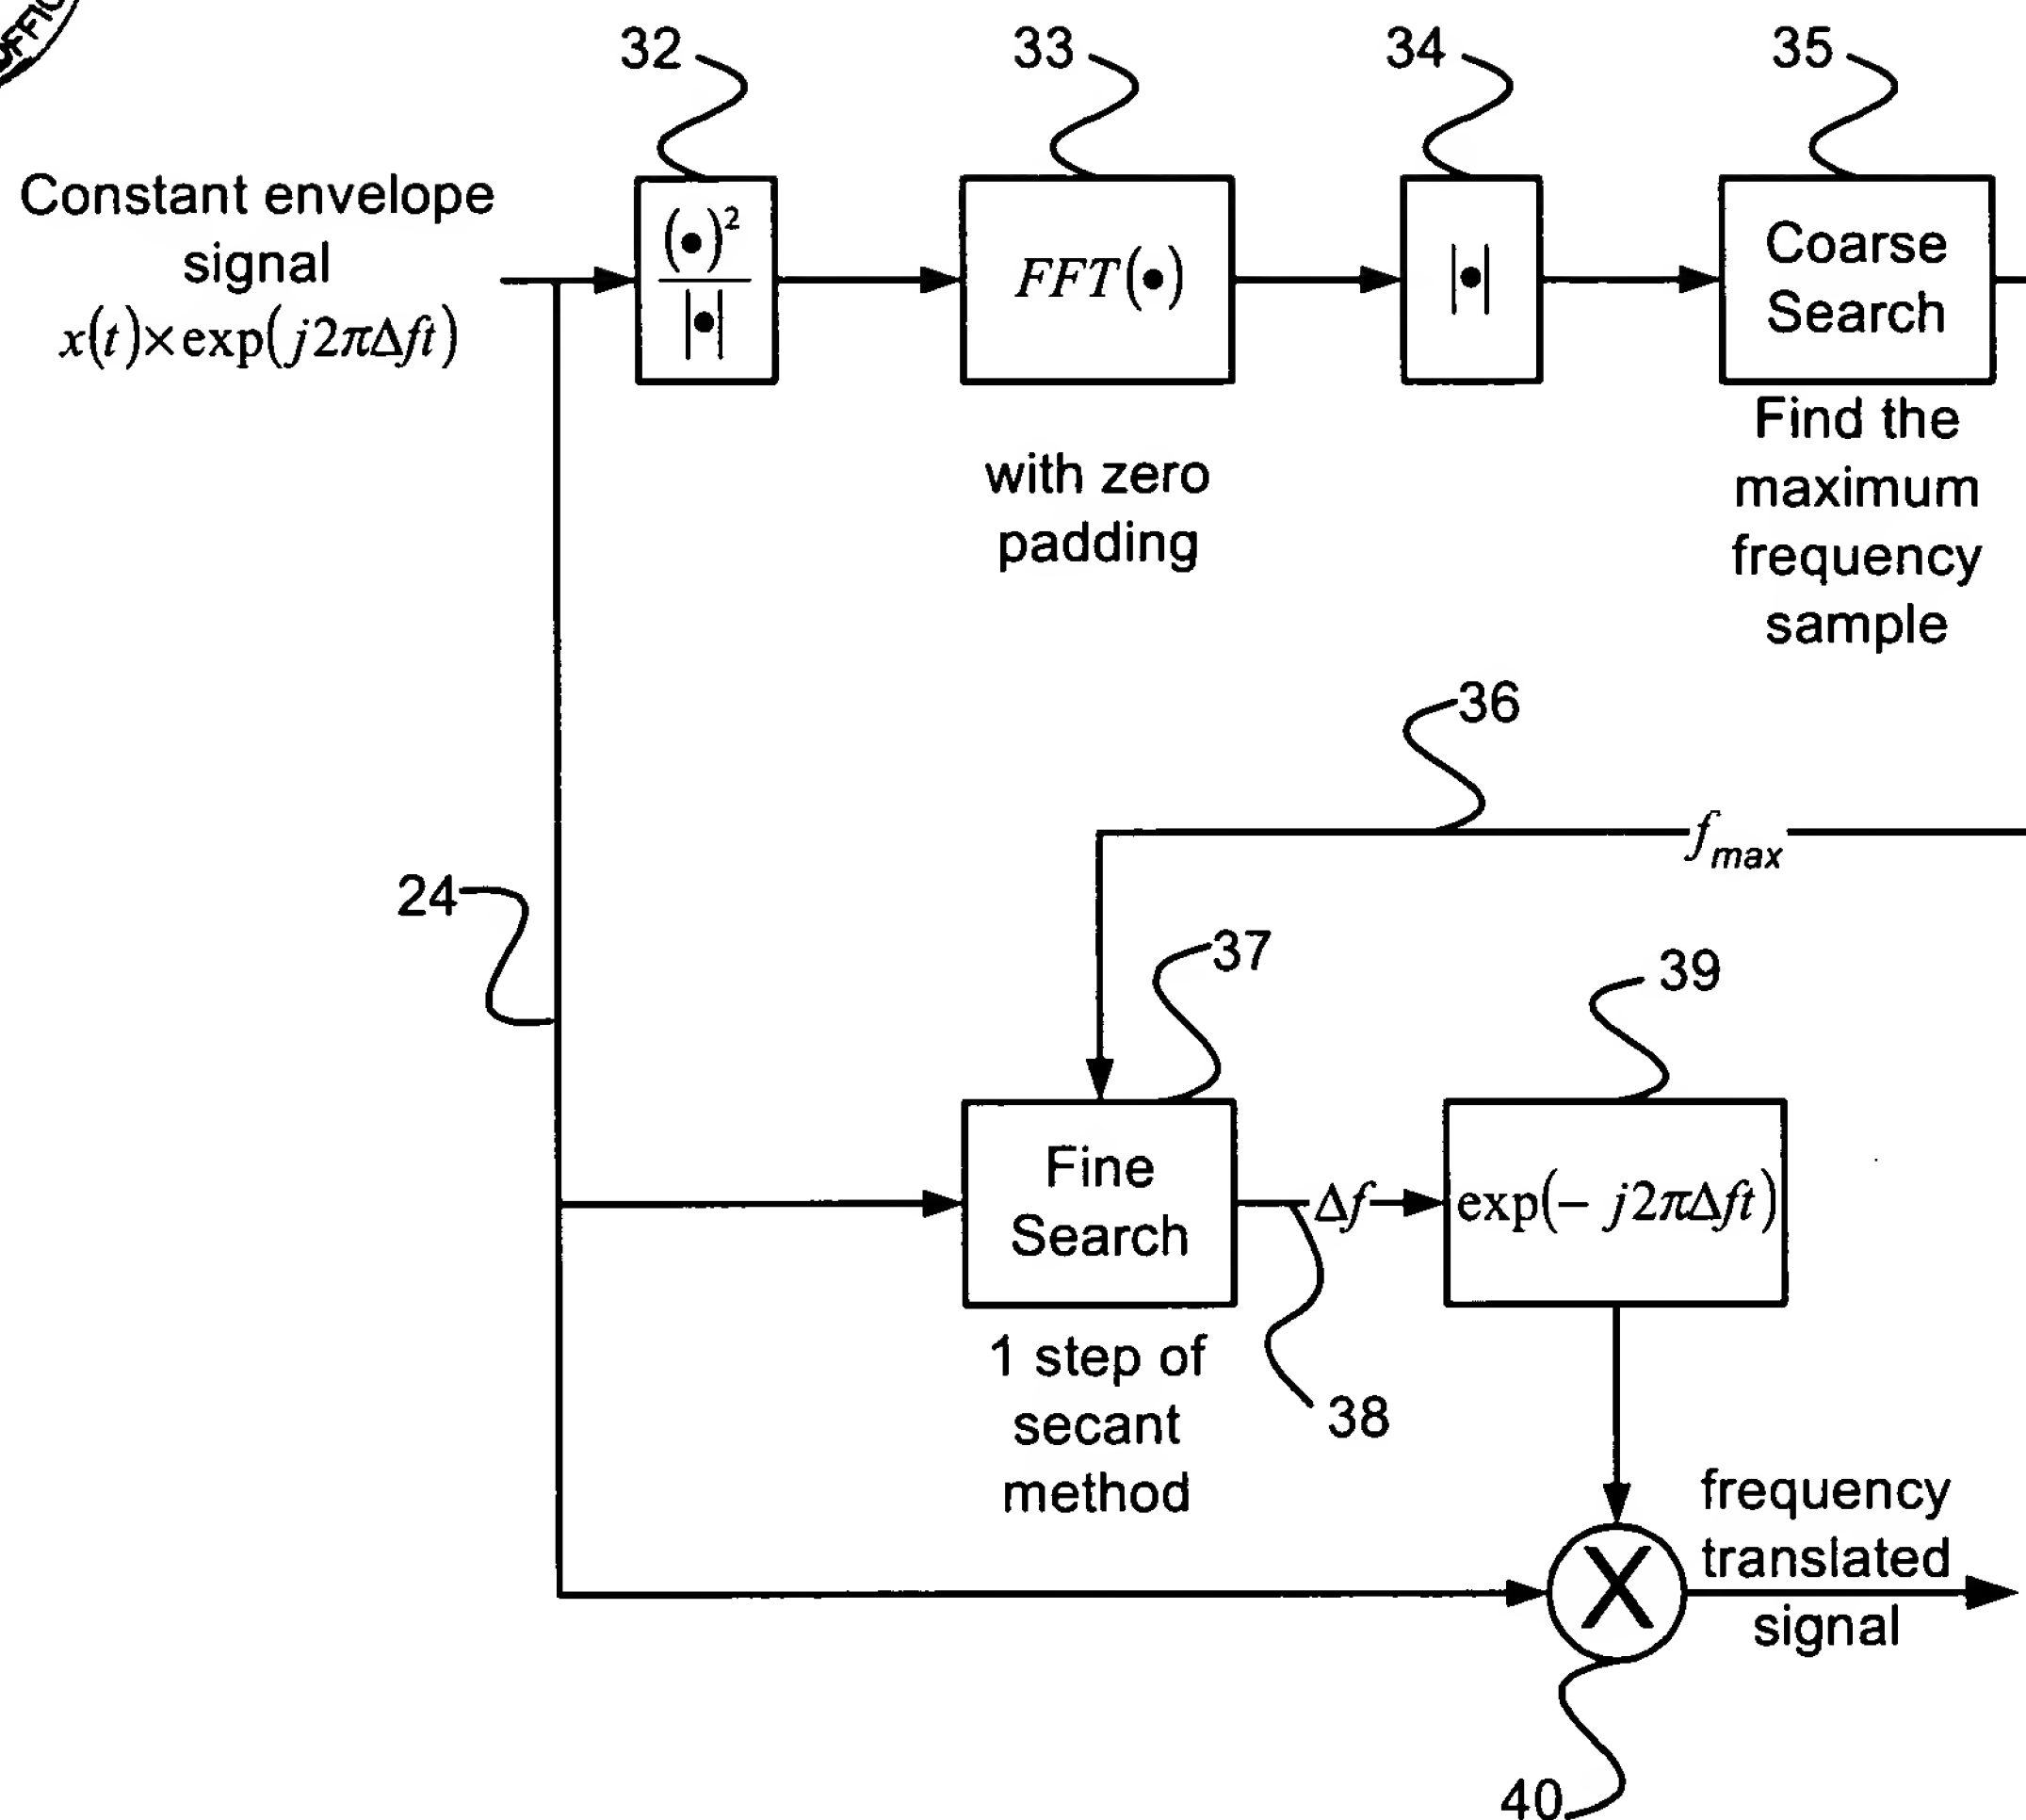 32
33
34
35
Constant envelope
signal
x(t)×exp(j2πΔft)
(•)²
|•|
FFT(•)
|•|
Coarse
Search
with zero
padding
Find the
maximum
frequency
sample
36
f max
24
37
39
Fine
Search
Δf
exp(− j2πΔft)
1 step of
secant
method
38
frequency
translated
signal
X
40